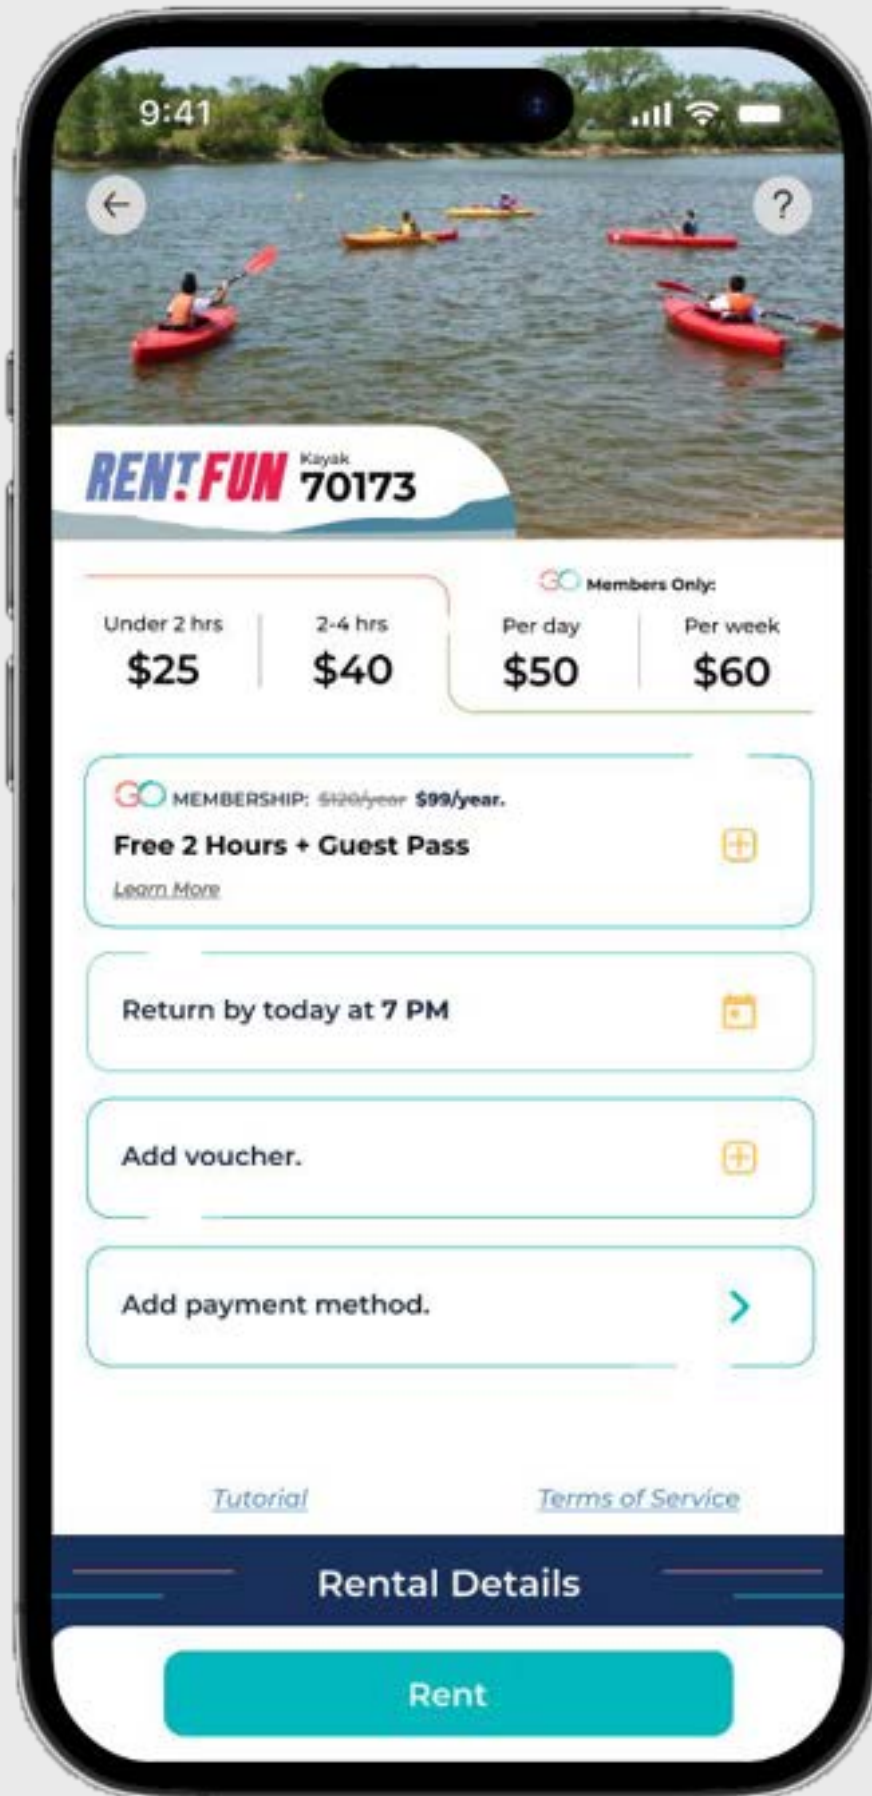 9:41
?
RENT.FUN
Kayak
70173
GO Members Only:
Under 2 hrs
$25
2-4 hrs
$40
Per day
$50
Per week
$60
GO MEMBERSHIP: $120/year $99/year.
Free 2 Hours + Guest Pass
Learn More
Return by today at 7 PM
Add voucher.
Add payment method.
Tutorial
Terms of Service
Rental Details
Rent